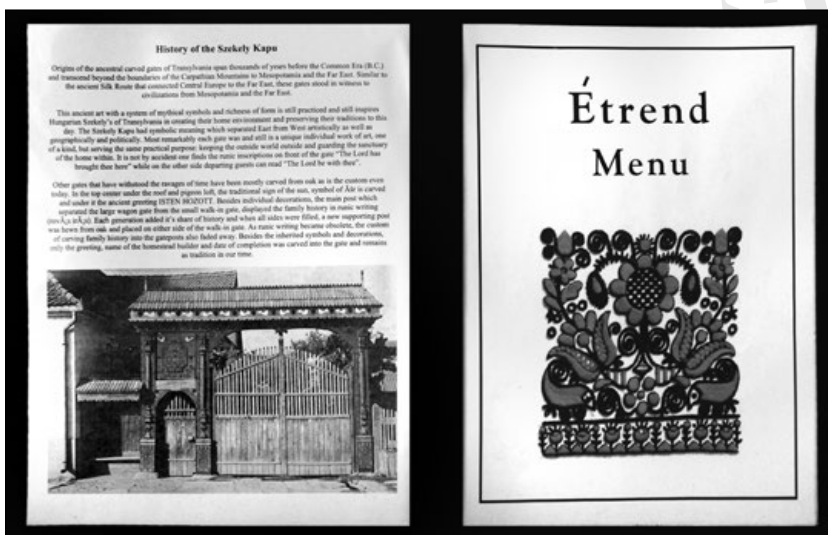 History of the Szekely Kapu
Origins of the ancestral carved gates of Transylvania span thousands of years before the Common Era (B.C.)
and transcend beyond the boundaries of the Carpathian Mountains to Mesopotamia and the Far East. Similar to
the ancient Silk Route that connected Central Europe to the Far East, these gates stood in witness to
civilizations from Mesopotamia and the Far East.
This ancient art with a system of mythical symbols and richness of form is still practiced and still inspires
Hungarian Szekely's of Transylvania in creating their home environment and preserving their traditions to this
day. The Szekely Kapu had symbolic meaning which separated East from West artistically as well as
geographically and politically. Most remarkably each gate was and still is a unique individual work of art, one
of a kind, but serving the same practical purpose: keeping the outside world outside and guarding the sanctuary
of the home within. It is not by accident one finds the runic inscriptions on front of the gate "The Lord has
brought thee here" while on the other side departing guests can read "The Lord be with thee".
Other gates that have withstood the ravages of time have been mostly carved from oak as is the custom even
today. In the top center under the roof and pigeon loft, the traditional sign of the sun, symbol of is carved
and under it the ancient greeting ISTEN HOZOTT. Besides individual decorations, the main post which
separated the large wagon gate from the small walk-in gate, displayed the family history in runic writing
Each generation added it's share of history and when all sides were filled, a new supporting post
was hewn from oak and placed on either side of the walk-in gate. As runic writing became obsolete, the custom
of carving family history into the gateposts also faded away. Besides the inherited symbols and decorations,
only the greeting, name of the homestead builder and date of completion was carved into the gate and remains
as tradition in our time.
Étrend
Menu